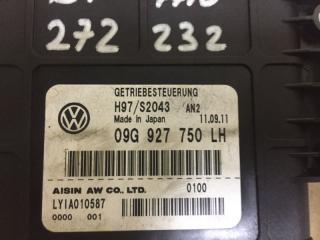 272 232
GETRIEBESTEUERUNG
H97/S2043 AN2
Made in Japan 11.09.11
09G 927 750 LH
AISIN AW CO., LTD. 0100
LYIA010587
0000 001